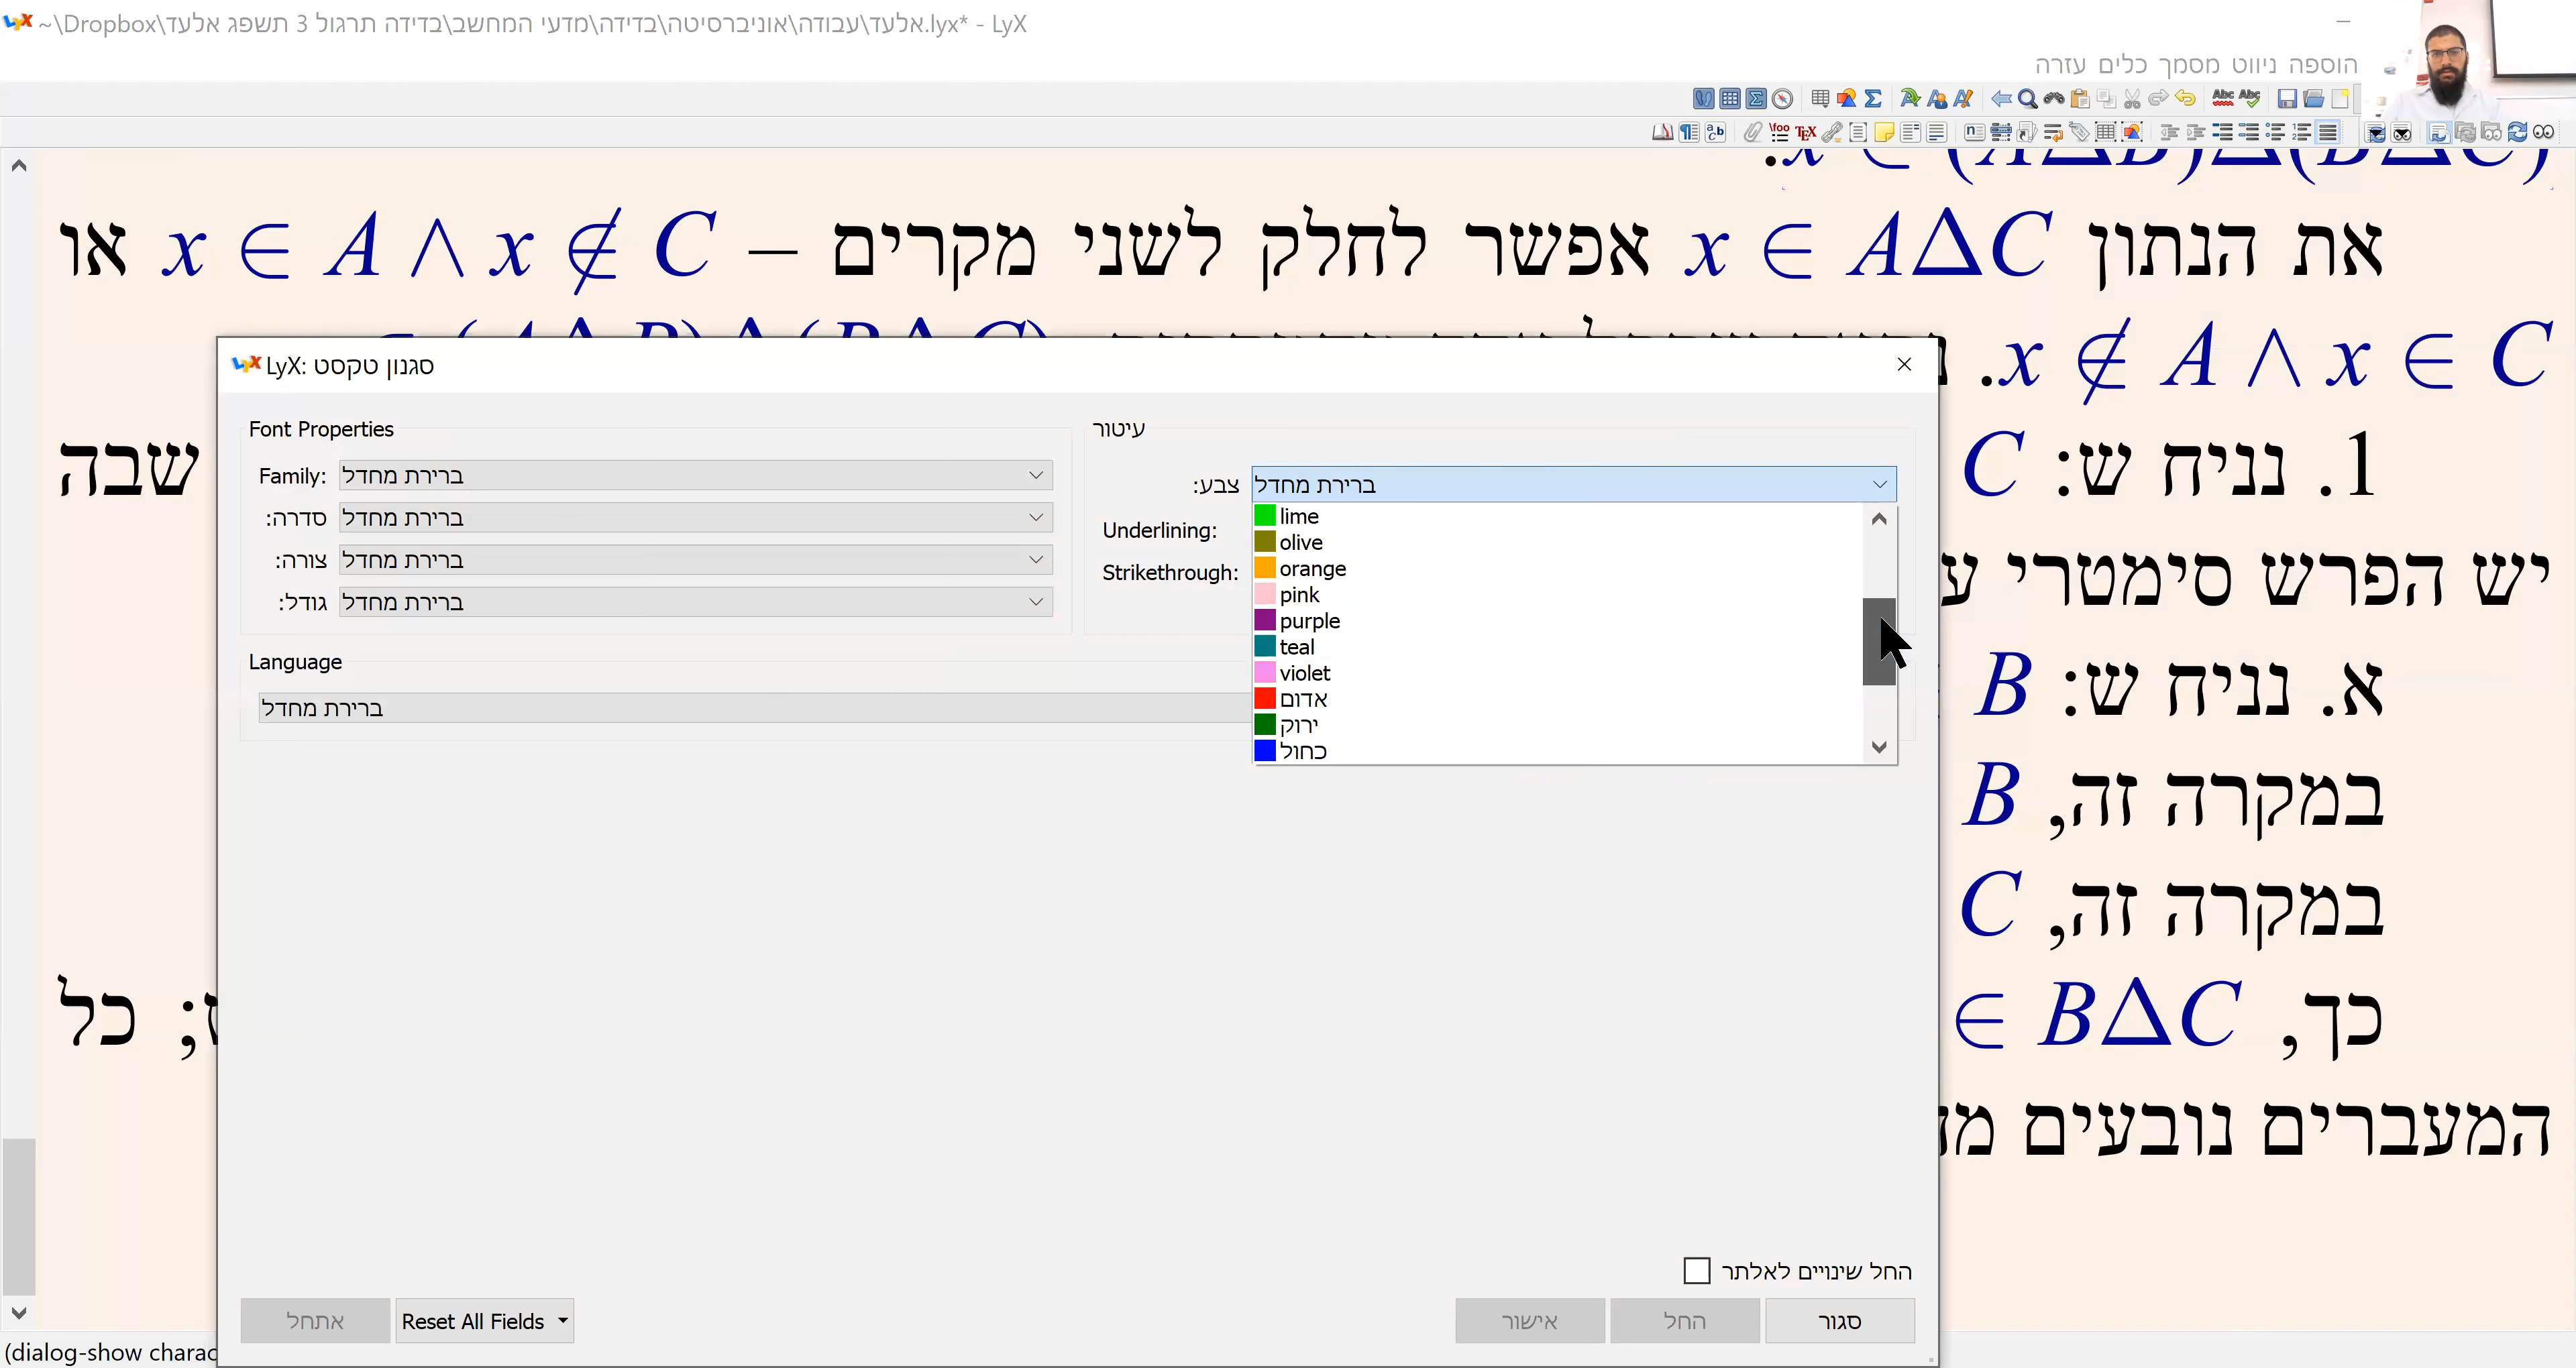 ~\Dropbox\אלעד\עבודה\אוניברסיטה\בדידה\מדעי המחשב\בדידה תרגול 3 תשפג אלעד.lyx* - LyX
הוספה ניווט מסמך כלים עזרה
x ∈ (AΔB)Δ(BΔC).
את הנתון x ∈ AΔC אפשר לחלק לשני מקרים – x ∈ A ∧ x ∉ C או
x ∉ A ∧ x ∈ C.
1. נניח ש: C
שבה
יש הפרש סימטרי
א. נניח ש: B
במקרה זה, B
במקרה זה, C
כך, ∈ BΔC
; כל
המעברים נובעים
LyX: סגנון טקסט
Font Properties
Family: ברירת מחדל
סדרה: ברירת מחדל
צורה: ברירת מחדל
גודל: ברירת מחדל
Language
ברירת מחדל
עיטור
צבע: ברירת מחדל
Underlining:
Strikethrough:
lime
olive
orange
pink
purple
teal
violet
אדום
ירוק
כחול
החל שינויים לאלתר
אתחל
Reset All Fields
אישור
החל
סגור
(dialog-show charac